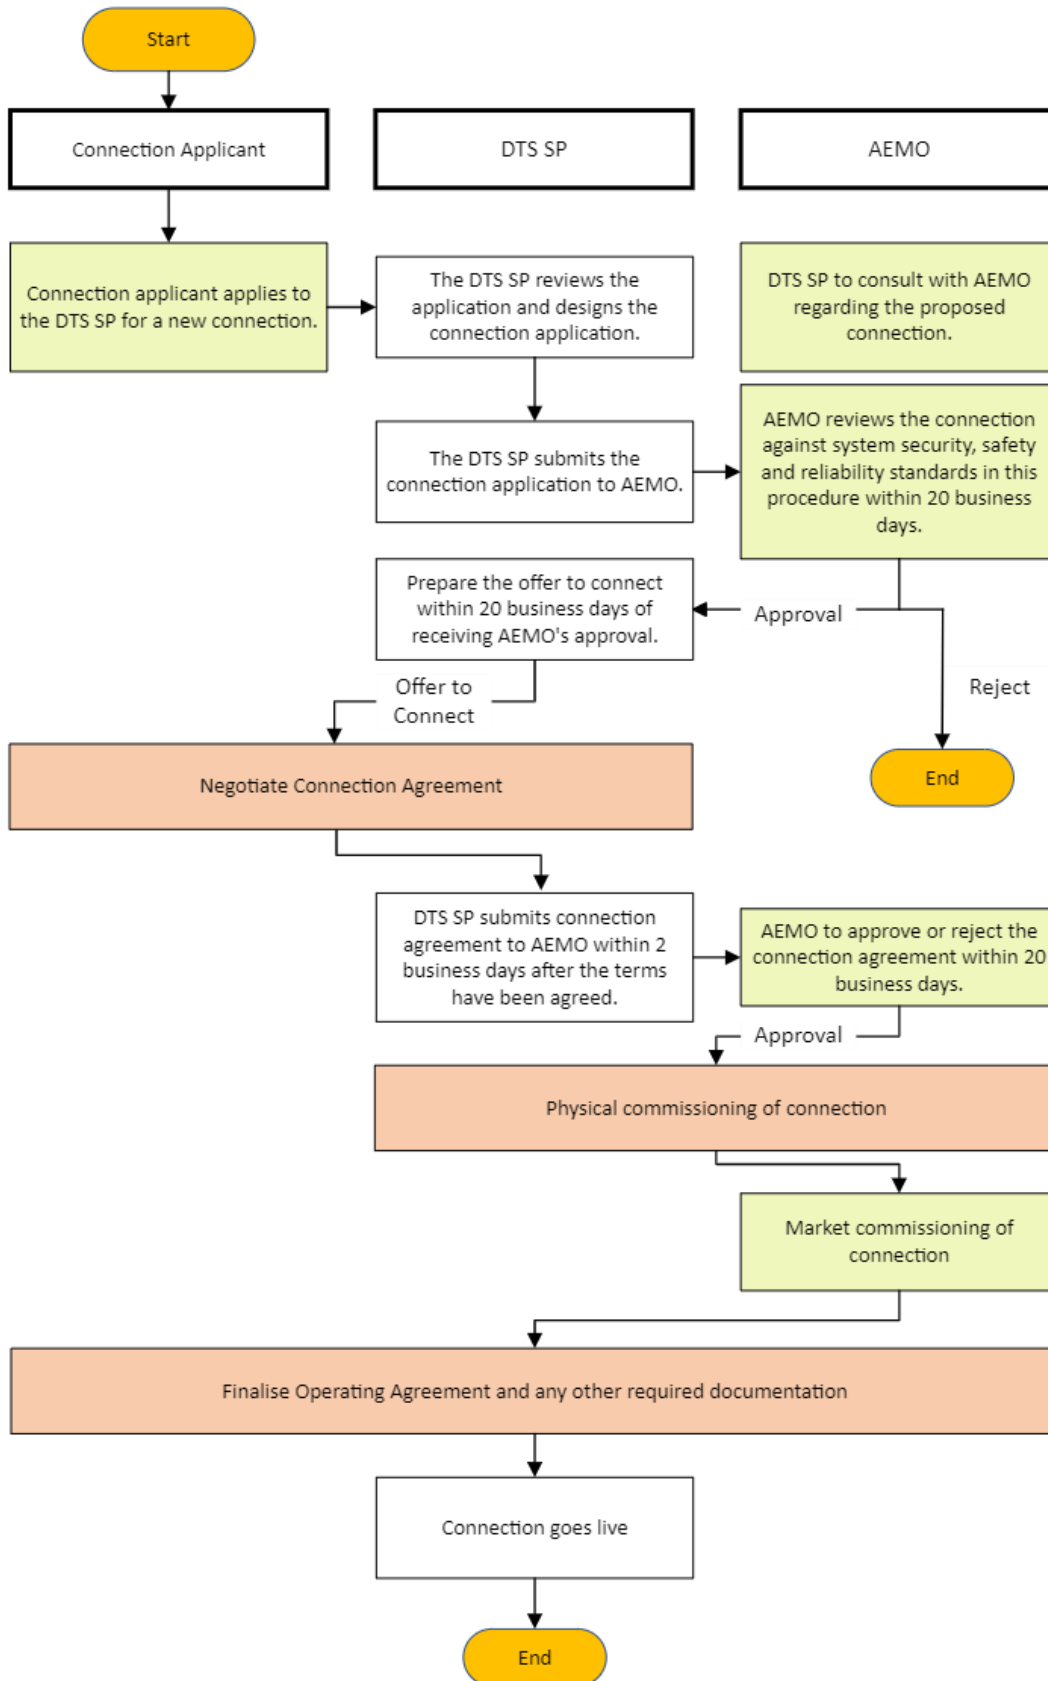 Start
Connection Applicant
DTS SP
AEMO
Connection applicant applies to
the DTS SP for a new connection.
The DTS SP reviews the
application and designs the
connection application.
DTS SP to consult with AEMO
regarding the proposed
connection.
The DTS SP submits the
connection application to AEMO.
AEMO reviews the connection
against system security, safety
and reliability standards in this
procedure within 20 business
days.
Prepare the offer to connect
within 20 business days of
receiving AEMO's approval.
Approval
Reject
Offer to
Connect
End
Negotiate Connection Agreement
DTS SP submits connection
agreement to AEMO within 2
business days after the terms
have been agreed.
AEMO to approve or reject the
connection agreement within 20
business days.
Approval
Physical commissioning of connection
Market commissioning of
connection
Finalise Operating Agreement and any other required documentation
Connection goes live
End